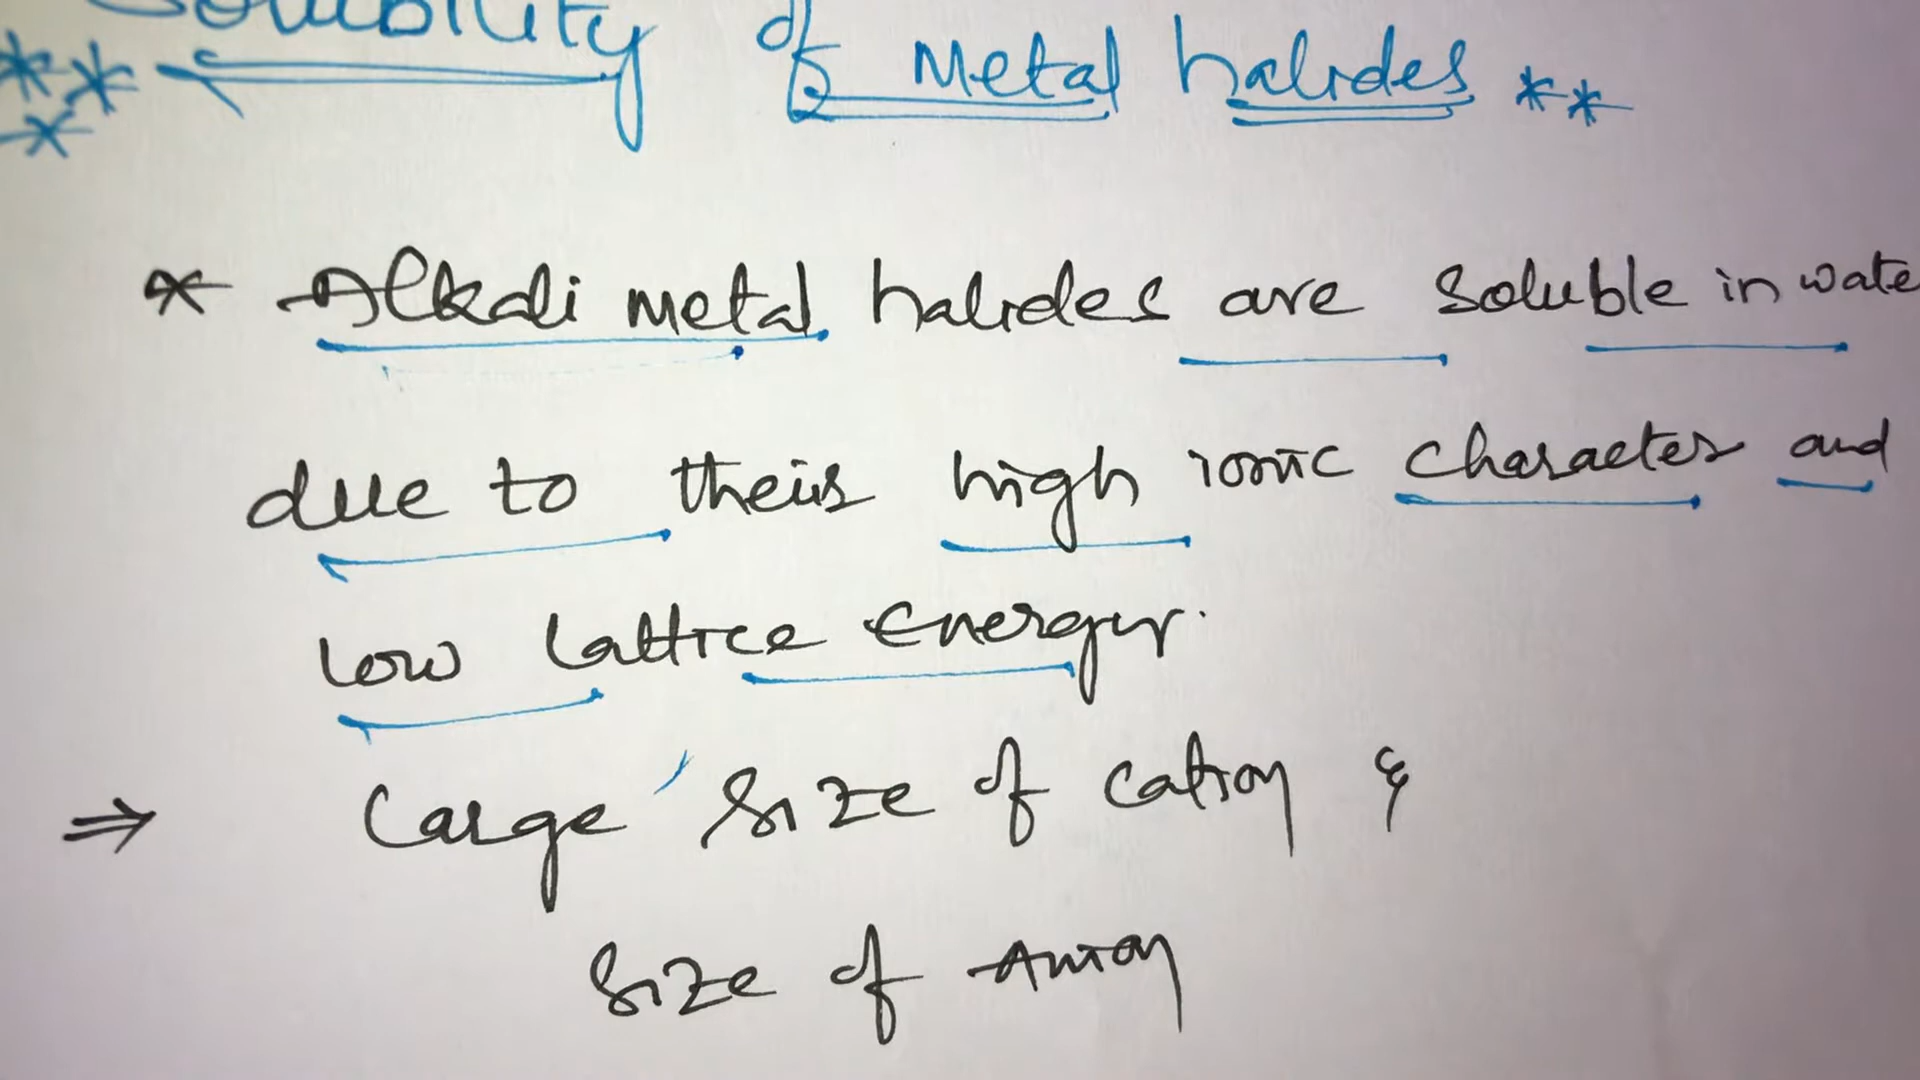 Solubility of Metal halides **
* Alkali metal halides are soluble in wate
due to their high ionic character and
low lattice energy.
⇒ Large size of cation &
size of Anion